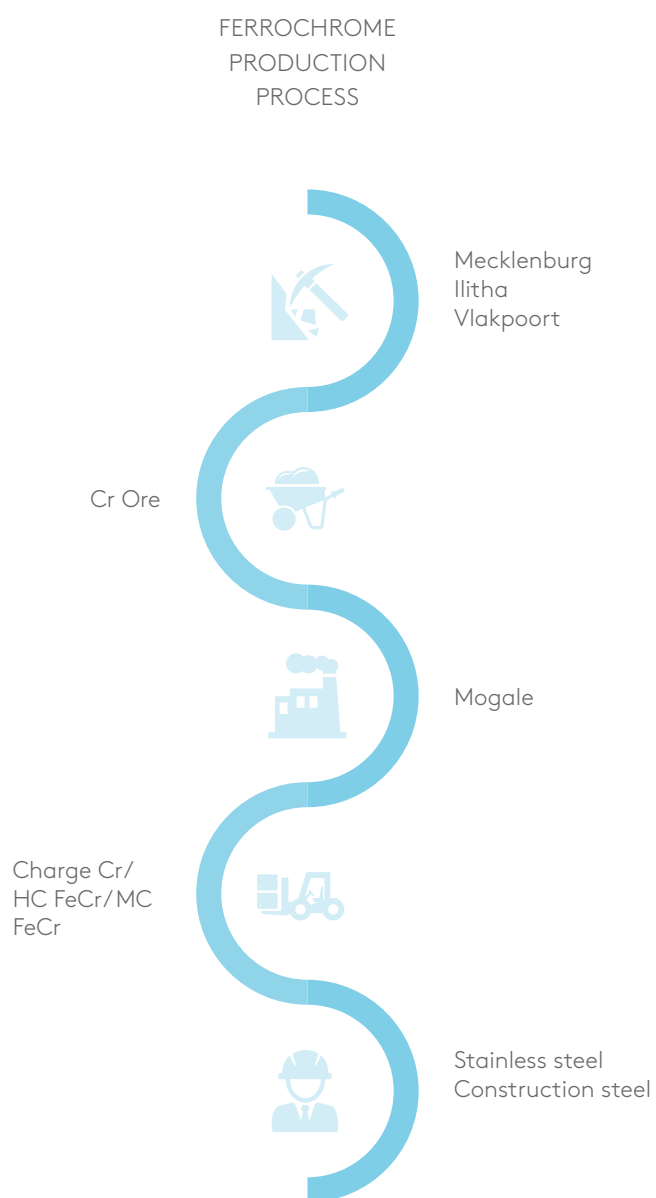 FERROCHROME
PRODUCTION
PROCESS
Mecklenburg
Ilitha
Vlakpoort
Cr Ore
Mogale
Charge Cr/
HC FeCr/MC
FeCr
Stainless steel
Construction steel